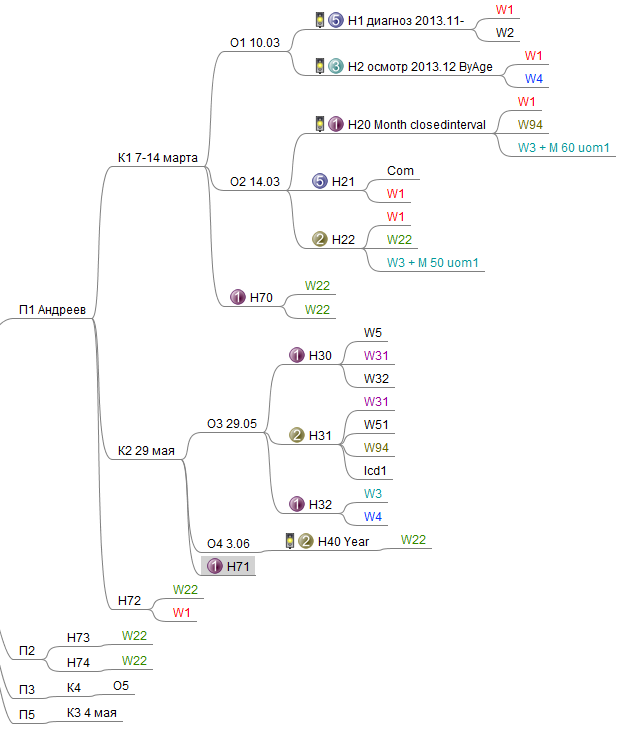 П1 Андреев
К1 7-14 марта
О1 10.03
5 Н1 диагноз 2013.11-
W1
W2
3 Н2 осмотр 2013.12 ByAge
W1
W4
О2 14.03
1 Н20 Month closedinterval
W1
W94
W3 + M 60 uom1
5 Н21
Com
W1
2 Н22
W1
W22
W3 + M 50 uom1
1 Н70
W22
W22
К2 29 мая
О3 29.05
1 Н30
W5
W31
W32
2 Н31
W31
W51
W94
Icd1
1 Н32
W3
W4
О4 3.06
2 Н40 Year
W22
1 Н71
Н72
W22
W1
П2
Н73
W22
Н74
W22
П3
К4
О5
П5
К3 4 мая